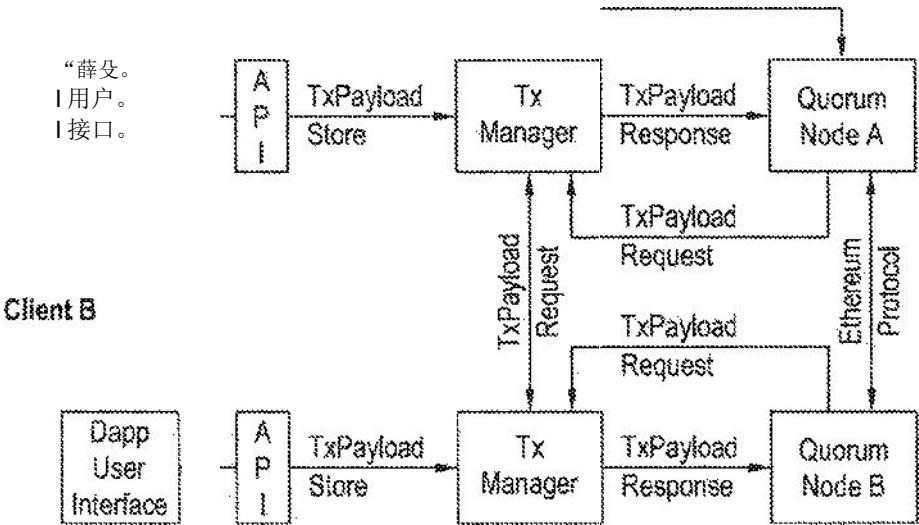 “薛殳。
I 用户。
I 接口。
A
P
I
TxPayload
Store
Tx
Manager
TxPayload
Response
Quorum
Node A
TxPayload
Request
TxPayload
Request
Ethereum
Protocol
Client B
TxPayload
Request
Dapp
User
Interface
A
P
I
TxPayload
Store
Tx
Manager
TxPayload
Response
Quorum
Node B